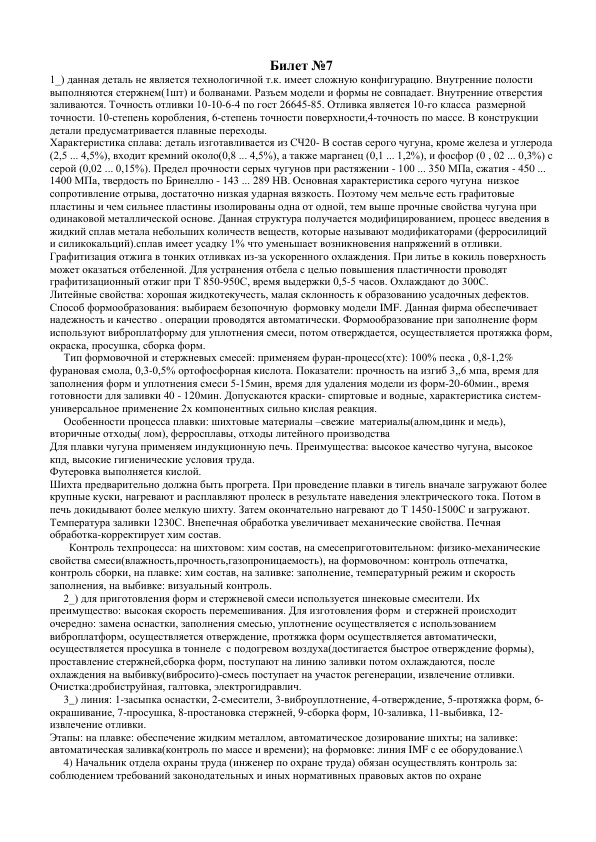 Билет №7
1_) данная деталь не является технологичной т.к. имеет сложную конфигурацию. Внутренние полости
выполняются стержнем(1шт) и болванами. Разъем модели и формы не совпадает. Внутренние отверстия
заливаются. Точность отливки 10-10-6-4 по гост 26645-85. Отливка является 10-го класса  размерной
точности. 10-степень коробления, 6-степень точности поверхности,4-точность по массе. В конструкции
детали предусматривается плавные переходы.
Характеристика сплава: деталь изготавливается из СЧ20- В состав серого чугуна, кроме железа и углерода
(2,5 ... 4,5%), входит кремний около(0,8 ... 4,5%), а также марганец (0,1 ... 1,2%), и фосфор (0 , 02 ... 0,3%) с
серой (0,02 ... 0,15%). Предел прочности серых чугунов при растяжении - 100 ... 350 МПа, сжатия - 450 ...
1400 МПа, твердость по Бринеллю - 143 ... 289 НВ. Основная характеристика серого чугуна  низкое
сопротивление отрыва, достаточно низкая ударная вязкость. Поэтому чем мельче есть графитовые
пластины и чем сильнее пластины изолированы одна от одной, тем выше прочные свойства чугуна при
одинаковой металлической основе. Данная структура получается модифицированием, процесс введения в
жидкий сплав метала небольших количеств веществ, которые называют модификаторами (ферросилиций
и силикокальций).сплав имеет усадку 1% что уменьшает возникновения напряжений в отливки.
Графитизация отжига в тонких отливках из-за ускоренного охлаждения. При литье в кокиль поверхность
может оказаться отбеленной. Для устранения отбела с целью повышения пластичности проводят
графитизационный отжиг при Т 850-950С, время выдержки 0,5-5 часов. Охлаждают до 300С.
Литейные свойства: хорошая жидкотекучесть, малая склонность к образованию усадочных дефектов.
Способ формообразования: выбираем безопочную  формовку модели IMF. Данная фирма обеспечивает
надежность и качество . операции проводятся автоматически. Формообразование при заполнение форм
используют виброплатформу для уплотнения смеси, потом отверждается, осуществляется протяжка форм,
окраска, просушка, сборка форм.
Тип формовочной и стержневых смесей: применяем фуран-процесс(хтс): 100% песка , 0,8-1,2%
фурановая смола, 0,3-0,5% ортофосфорная кислота. Показатели: прочность на изгиб 3,,6 мпа, время для
заполнения форм и уплотнения смеси 5-15мин, время для удаления модели из форм-20-60мин., время
готовности для заливки 40 - 120мин. Допускаются краски- спиртовые и водные, характеристика систем-
универсальное применение 2х компонентных сильно кислая реакция.
Особенности процесса плавки: шихтовые материалы –свежие  материалы(алюм,цинк и медь),
вторичные отходы( лом), ферросплавы, отходы литейного производства
Для плавки чугуна применяем индукционную печь. Преимущества: высокое качество чугуна, высокое
кпд, высокие гигиенические условия труда.
Футеровка выполняется кислой.
Шихта предварительно должна быть прогрета. При проведение плавки в тигель вначале загружают более
крупные куски, нагревают и расплавляют пролеск в результате наведения электрического тока. Потом в
печь докидывают более мелкую шихту. Затем окончательно нагревают до Т 1450-1500С и загружают.
Температура заливки 1230С. Внепечная обработка увеличивает механические свойства. Печная
обработка-корректирует хим состав.
Контроль техпроцесса: на шихтовом: хим состав, на смесеприготовительном: физико-механические
свойства смеси(влажность,прочность,газопроницаемость), на формовочном: контроль отпечатка,
контроль сборки, на плавке: хим состав, на заливке: заполнение, температурный режим и скорость
заполнения, на выбивке: визуальный контроль.
2_) для приготовления форм и стержневой смеси используется шнековые смесители. Их
преимущество: высокая скорость перемешивания. Для изготовления форм  и стержней происходит
очередно: замена оснастки, заполнения смесью, уплотнение осуществляется с использованием
виброплатформ, осуществляется отверждение, протяжка форм осуществляется автоматически,
осуществляется просушка в тоннеле  с подогревом воздуха(достигается быстрое отверждение формы),
проставление стержней,сборка форм, поступают на линию заливки потом охлаждаются, после
охлаждения на выбивку(вибросито)-смесь поступает на участок регенерации, извлечение отливки.
Очистка:дробиструйная, галтовка, электрогидравлич.
3_) линия: 1-засыпка оснастки, 2-смесители, 3-виброуплотнение, 4-отверждение, 5-протяжка форм, 6-
окрашивание, 7-просушка, 8-простановка стержней, 9-сборка форм, 10-заливка, 11-выбивка, 12-
извлечение отливки.
Этапы: на плавке: обеспечение жидким металлом, автоматическое дозирование шихты; на заливке:
автоматическая заливка(контроль по массе и времени); на формовке: линия IMF с ее оборудование.\
4) Начальник отдела охраны труда (инженер по охране труда) обязан осуществлять контроль за:
соблюдением требований законодательных и иных нормативных правовых актов по охране